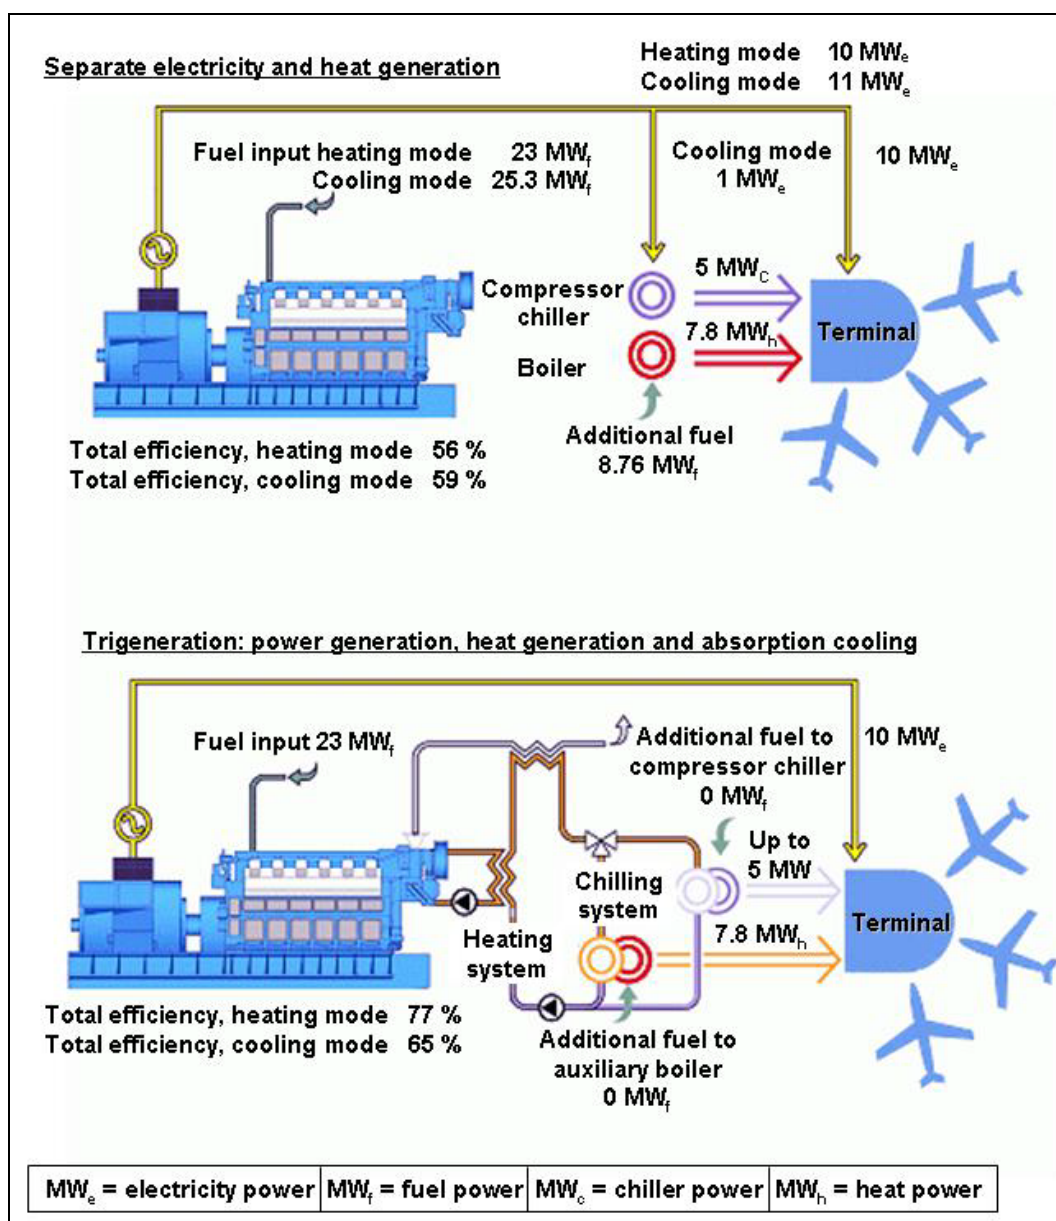 Separate electricity and heat generation
Heating mode 10 MWe
Cooling mode 11 MWe
Fuel input heating mode 23 MWf
Cooling mode 25.3 MWf
Cooling mode
1 MWe
10 MWe
Compressor
chiller
5 MWC
7.8 MWh
Boiler
Terminal
Additional fuel
8.76 MWf
Total efficiency, heating mode 56 %
Total efficiency, cooling mode 59 %
Trigeneration: power generation, heat generation and absorption cooling
Fuel input 23 MWf
Additional fuel to
compressor chiller
0 MWf
10 MWe
Up to
5 MW
Chilling
system
7.8 MWh
Terminal
Heating
system
Total efficiency, heating mode 77 %
Total efficiency, cooling mode 65 %
Additional fuel to
auxiliary boiler
0 MWf
MWe = electricity power MWf = fuel power MWc = chiller power MWh = heat power